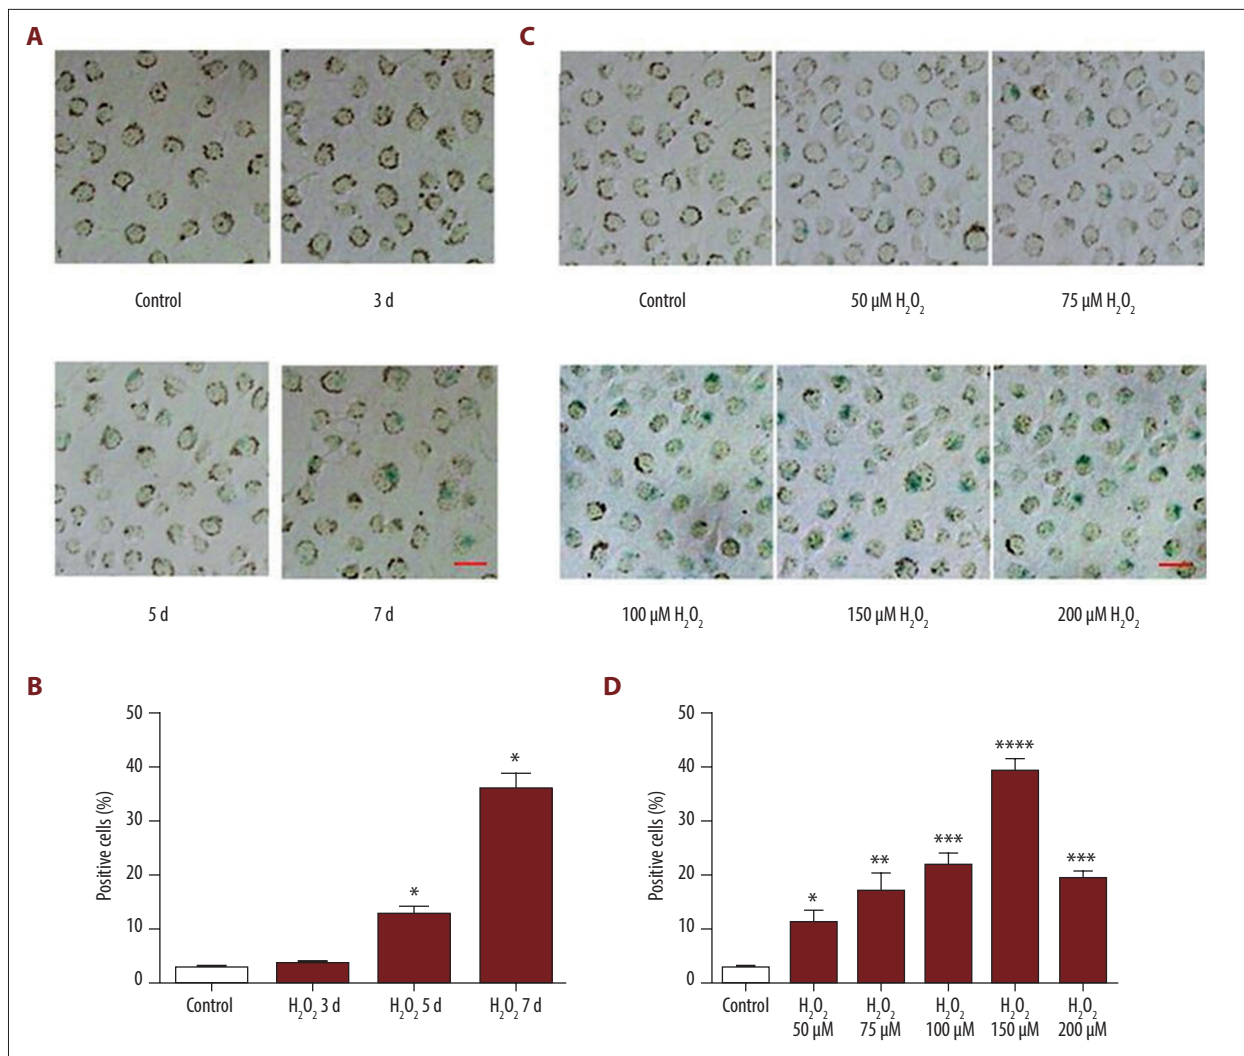 A
C
Control
3 d
Control
50 µM H₂O₂
75 µM H₂O₂
5 d
7 d
100 µM H₂O₂
150 µM H₂O₂
200 µM H₂O₂
B
Positive cells (%)
50
40
30
20
10
0
*
*
Control
H₂O₂ 3 d
H₂O₂ 5 d
H₂O₂ 7 d
D
Positive cells (%)
50
40
30
20
10
0
*
**
***
****
***
Control
H₂O₂
50 µM
H₂O₂
75 µM
H₂O₂
100 µM
H₂O₂
150 µM
H₂O₂
200 µM